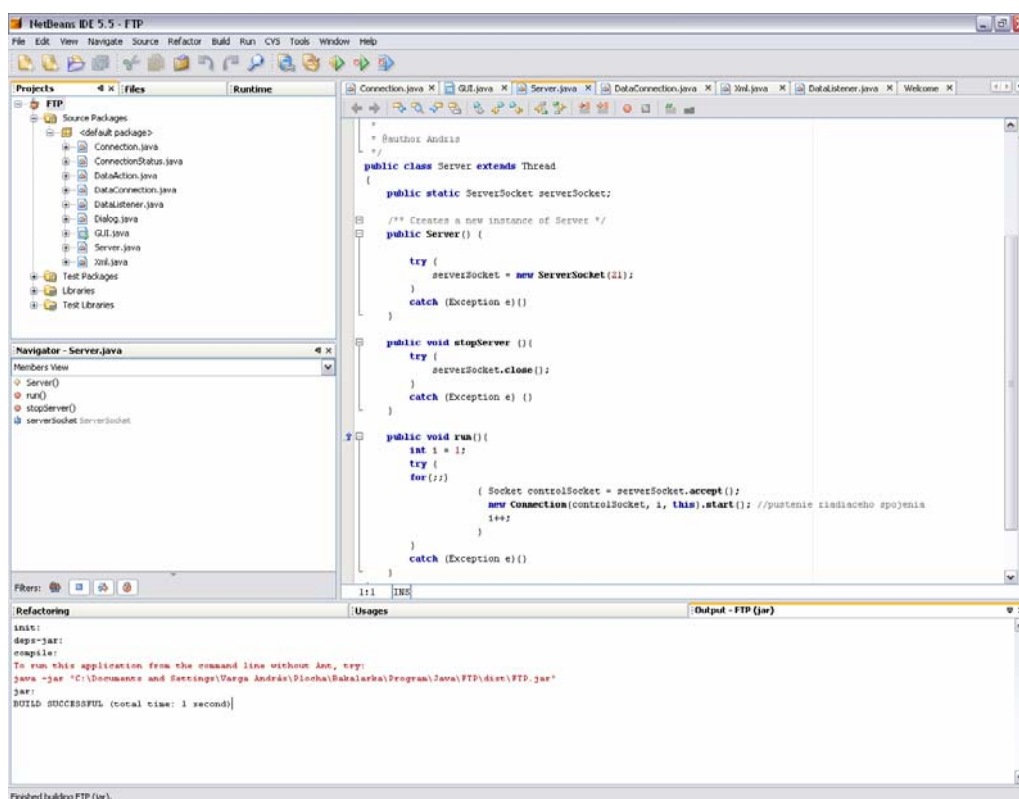 NetBeans IDE 5.5 - FTP
File Edit View Navigate Source Refactor Build Run CVS Tools Window Help
Projects Files Runtime
FTP
Source Packages
<default package>
Connection.java
ConnectionStatus.java
DataAction.java
DataConnection.java
DataListener.java
Dialog.java
GUI.java
Server.java
Xml.java
Test Packages
Libraries
Test Libraries
Navigator - Server.java
Members View
Server()
run()
stopServer()
serverSocket ServerSocket
Filters:
Connection.java GUI.java Server.java DataConnection.java Xml.java DataListener.java Welcome
*
* @author Andris
*/
public class Server extends Thread
{
public static ServerSocket serverSocket;
/** Creates a new instance of Server */
public Server() {
try {
serverSocket = new ServerSocket(21);
}
catch (Exception e){}
}
public void stopServer (){
try {
serverSocket.close();
}
catch (Exception e) {}
}
public void run(){
int i = 1;
try {
for(;;)
{ Socket controlSocket = serverSocket.accept();
new Connection(controlSocket, i, this).start(); //pustenie riadiaceho spojenia
i++;
}
}
catch (Exception e){}
}
1:1 INS
Refactoring Usages Output - FTP (jar)
init:
deps-jar:
compile:
To run this application from the command line without Ant, try:
java -jar "C:\Documents and Settings\Varga András\Plocha\Bakalarka\Program\Java\FTP\dist\FTP.jar"
jar:
BUILD SUCCESSFUL (total time: 1 second)
Finished building FTP (jar).